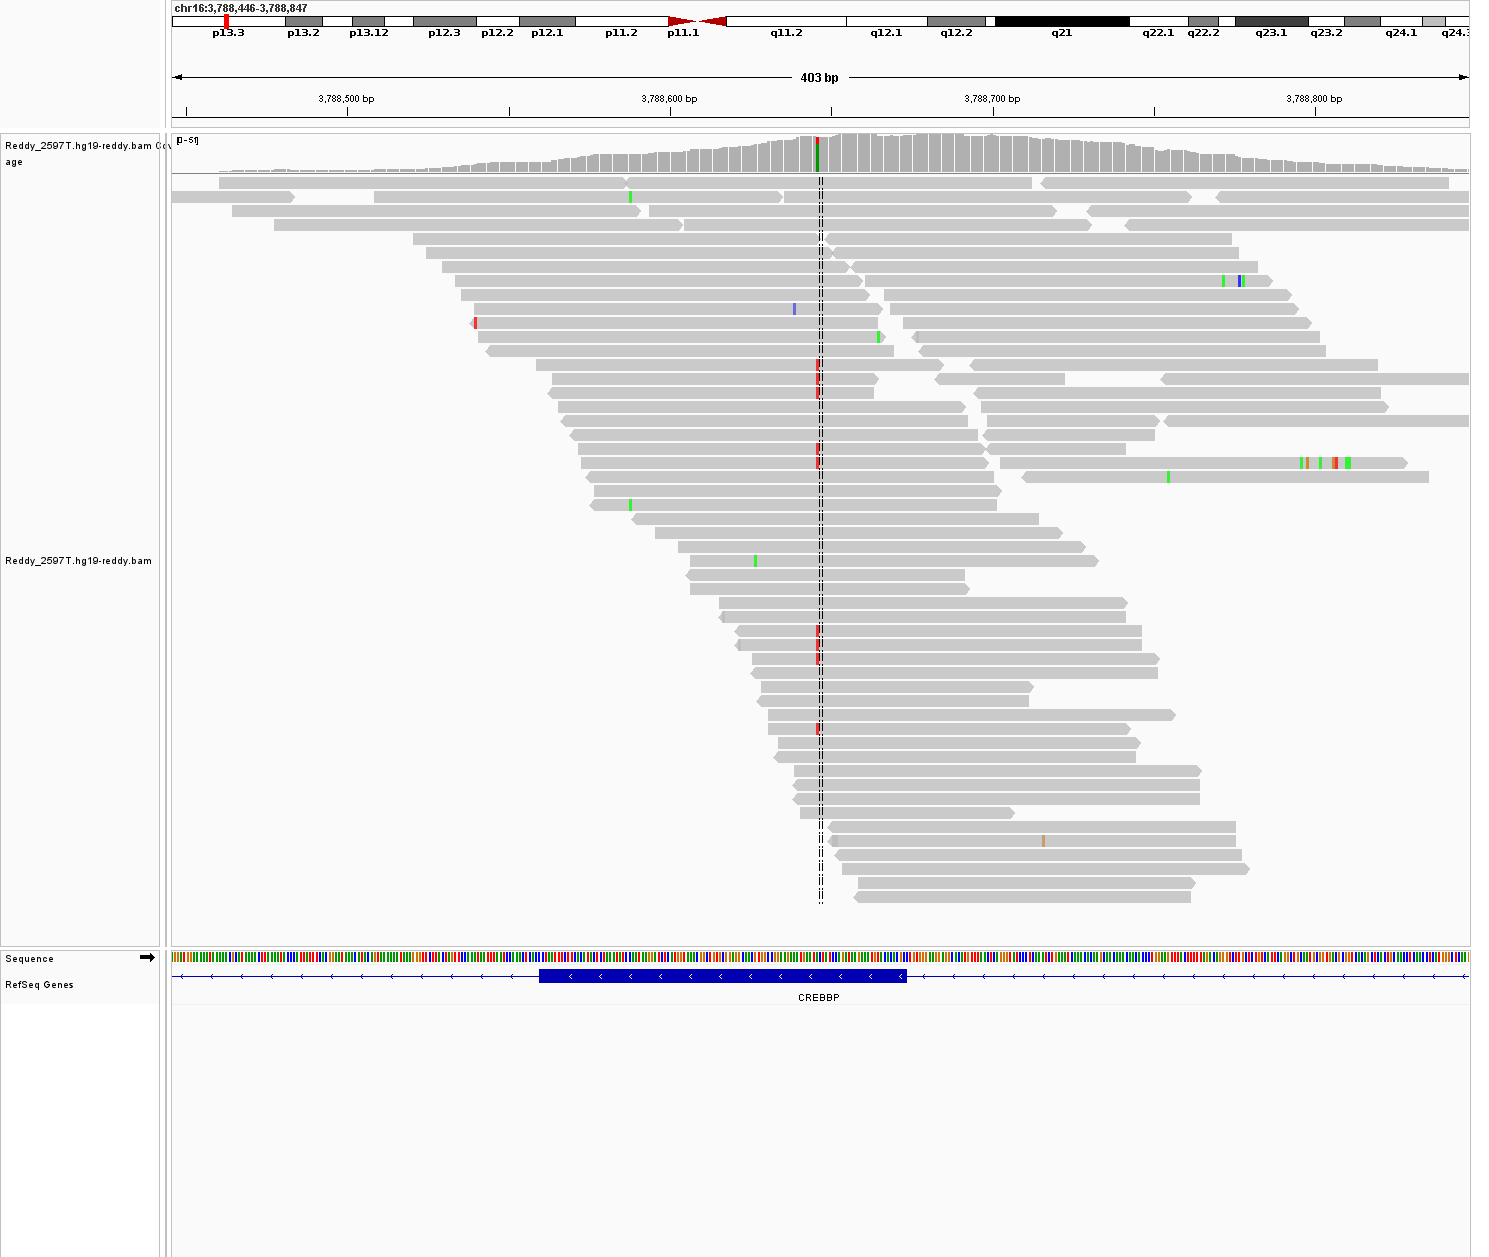 chr16:3,788,446-3,788,847
p13.3 p13.2 p13.12 p12.3 p12.2 p12.1 p11.2 p11.1 q11.2 q12.1 q12.2 q21 q22.1 q22.2 q23.1 q23.2 q24.1 q24.3
403 bp
3,788,500 bp 3,788,600 bp 3,788,700 bp 3,788,800 bp
[0-51]
Reddy_2597T.hg19-reddy.bam Cov
age
Reddy_2597T.hg19-reddy.bam
Sequence
RefSeq Genes
CREBBP